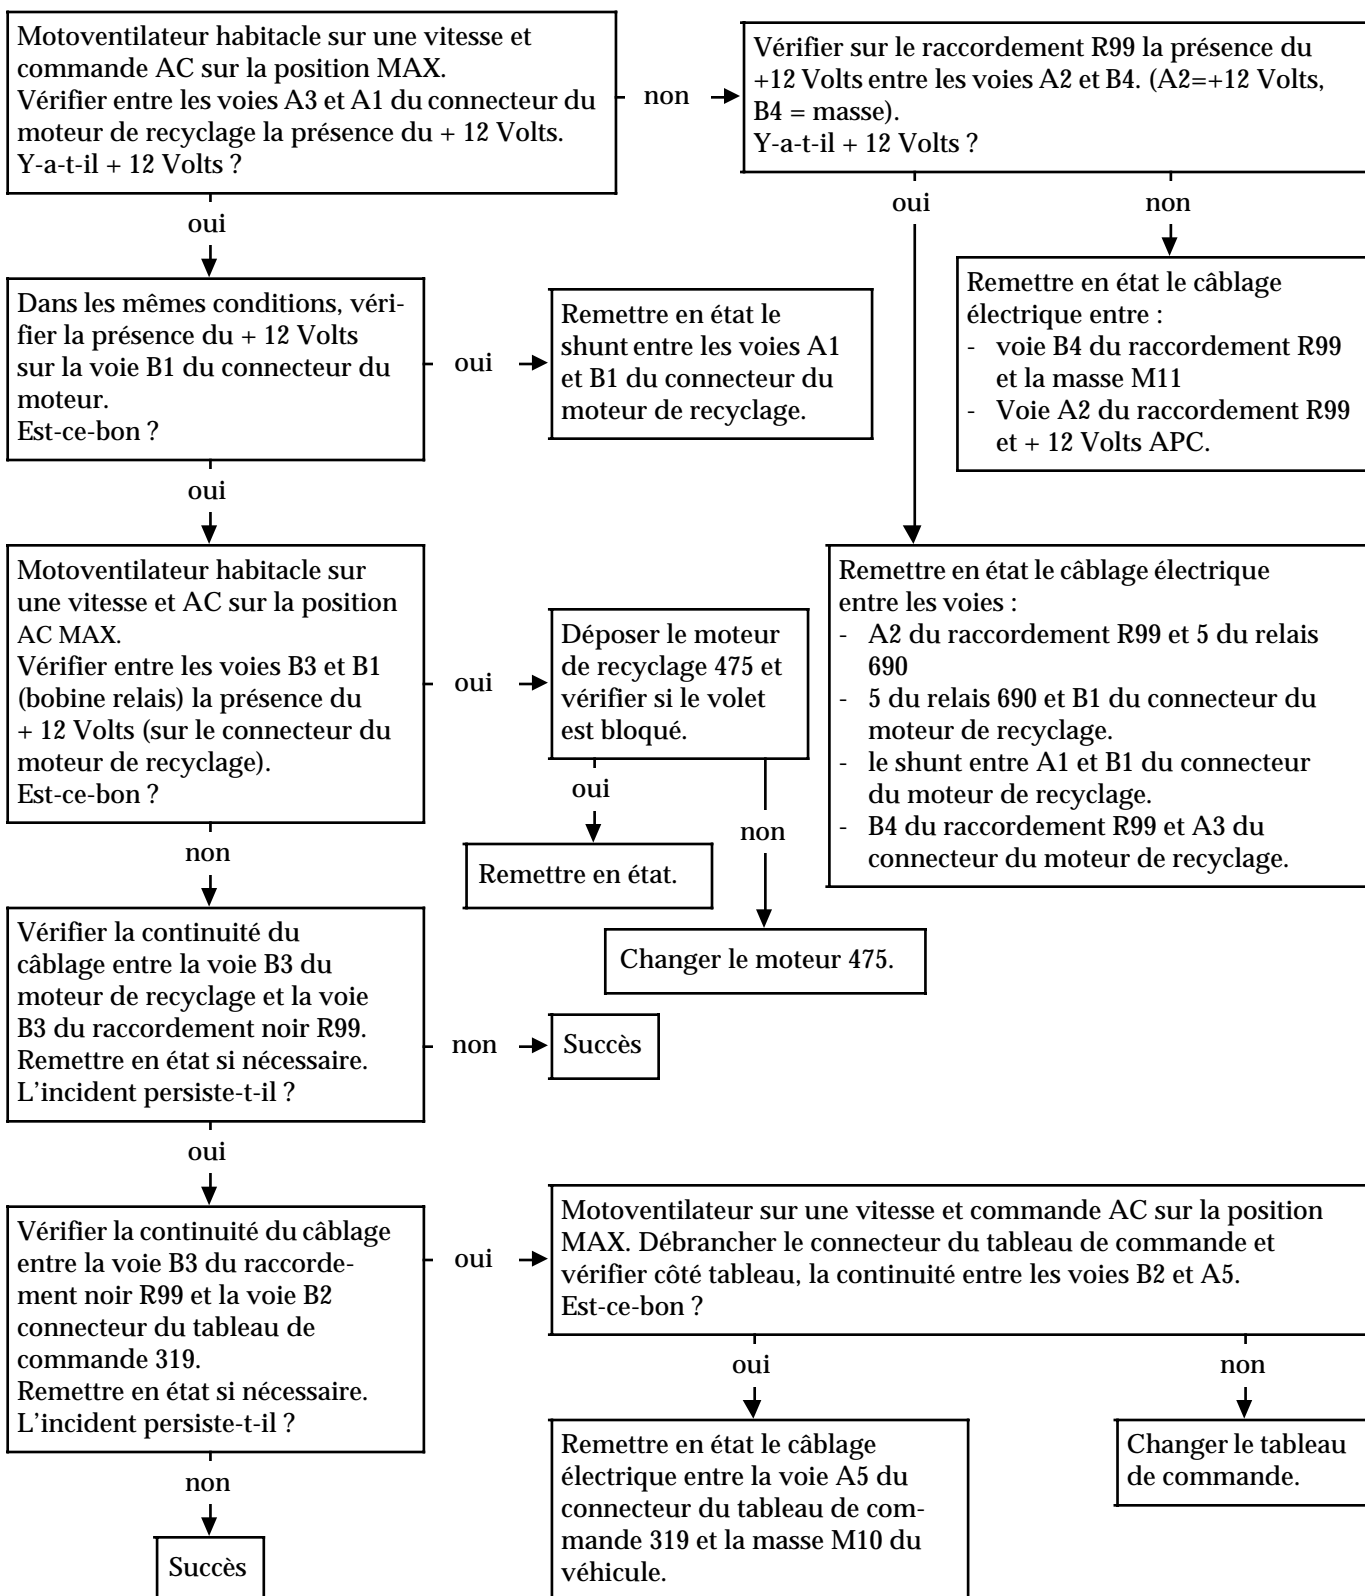 Motoventilateur habitacle sur une vitesse et
commande AC sur la position MAX.
Vérifier entre les voies A3 et A1 du connecteur du
moteur de recyclage la présence du + 12 Volts.
Y-a-t-il + 12 Volts ?
non
Vérifier sur le raccordement R99 la présence du
+12 Volts entre les voies A2 et B4. (A2=+12 Volts,
B4 = masse).
Y-a-t-il + 12 Volts ?
oui
oui
non
Dans les mêmes conditions, véri-
fier la présence du + 12 Volts
sur la voie B1 du connecteur du
moteur.
Est-ce-bon ?
oui
Remettre en état le
shunt entre les voies A1
et B1 du connecteur du
moteur de recyclage.
Remettre en état le câblage
électrique entre :
- voie B4 du raccordement R99
et la masse M11
- Voie A2 du raccordement R99
et + 12 Volts APC.
oui
Motoventilateur habitacle sur
une vitesse et AC sur la position
AC MAX.
Vérifier entre les voies B3 et B1
(bobine relais) la présence du
+ 12 Volts (sur le connecteur du
moteur de recyclage).
Est-ce-bon ?
oui
Déposer le moteur
de recyclage 475 et
vérifier si le volet
est bloqué.
oui
non
Remettre en état.
Changer le moteur 475.
Remettre en état le câblage électrique
entre les voies :
- A2 du raccordement R99 et 5 du relais
690
- 5 du relais 690 et B1 du connecteur du
moteur de recyclage.
- le shunt entre A1 et B1 du connecteur
du moteur de recyclage.
- B4 du raccordement R99 et A3 du
connecteur du moteur de recyclage.
non
Vérifier la continuité du
câblage entre la voie B3 du
moteur de recyclage et la voie
B3 du raccordement noir R99.
Remettre en état si nécessaire.
L'incident persiste-t-il ?
non
Succès
oui
Vérifier la continuité du câblage
entre la voie B3 du raccorde-
ment noir R99 et la voie B2
connecteur du tableau de
commande 319.
Remettre en état si nécessaire.
L'incident persiste-t-il ?
oui
Motoventilateur sur une vitesse et commande AC sur la position
MAX. Débrancher le connecteur du tableau de commande et
vérifier côté tableau, la continuité entre les voies B2 et A5.
Est-ce-bon ?
oui
non
non
Succès
Remettre en état le câblage
électrique entre la voie A5 du
connecteur du tableau de com-
mande 319 et la masse M10 du
véhicule.
Changer le tableau
de commande.